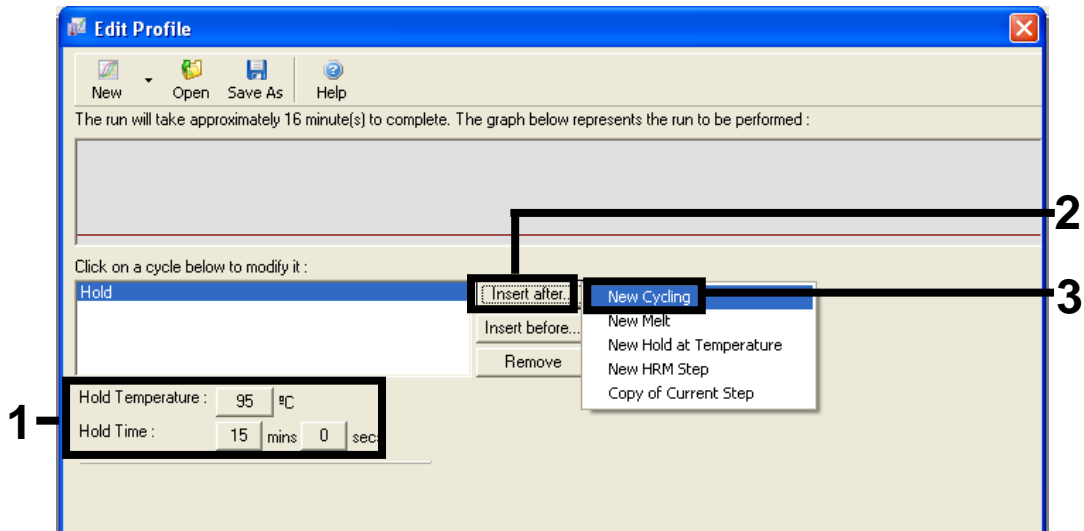 Edit Profile
New Open Save As Help
The run will take approximately 16 minute(s) to complete. The graph below represents the run to be performed :
2
Click on a cycle below to modify it :
Hold
Insert after...
New Cycling
3
Insert before...
New Melt
New Hold at Temperature
Remove
New HRM Step
Copy of Current Step
1
Hold Temperature : 95 ºC
Hold Time : 15 mins 0 secs